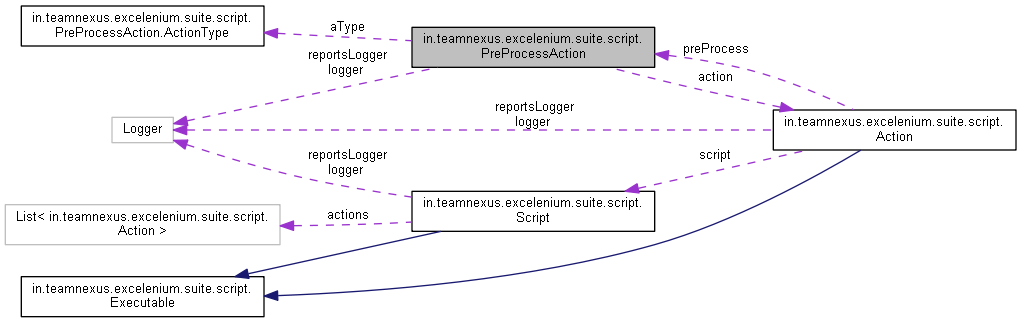 in.teamnexus.excelenium.suite.script.
PreProcessAction.ActionType
aType
in.teamnexus.excelenium.suite.script.
PreProcessAction
preProcess
reportsLogger
logger
action
Logger
reportsLogger
logger
in.teamnexus.excelenium.suite.script.
Action
reportsLogger
logger
script
List< in.teamnexus.excelenium.suite.script.
Action >
actions
in.teamnexus.excelenium.suite.script.
Script
in.teamnexus.excelenium.suite.script.
Executable